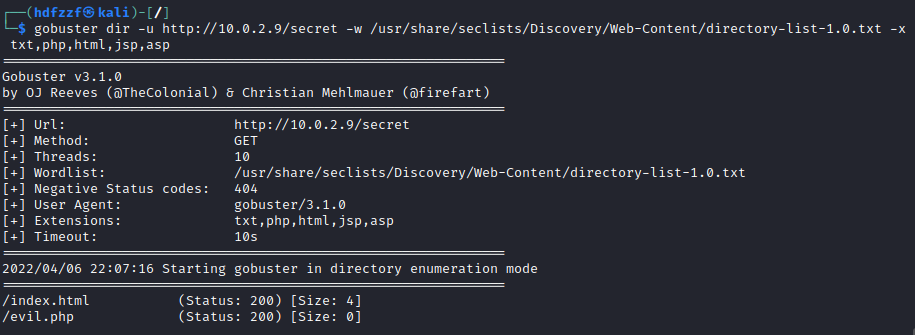 ┌──(hdfzzf㉿kali)-[/]
└─$ gobuster dir -u http://10.0.2.9/secret -w /usr/share/seclists/Discovery/Web-Content/directory-list-1.0.txt -x
txt,php,html,jsp,asp
===============================================================
Gobuster v3.1.0
by OJ Reeves (@TheColonial) & Christian Mehlmauer (@firefart)
===============================================================
[+] Url:                     http://10.0.2.9/secret
[+] Method:                  GET
[+] Threads:                 10
[+] Wordlist:                /usr/share/seclists/Discovery/Web-Content/directory-list-1.0.txt
[+] Negative Status codes:   404
[+] User Agent:              gobuster/3.1.0
[+] Extensions:              txt,php,html,jsp,asp
[+] Timeout:                 10s
===============================================================
2022/04/06 22:07:16 Starting gobuster in directory enumeration mode
===============================================================
/index.html           (Status: 200) [Size: 4]
/evil.php             (Status: 200) [Size: 0]